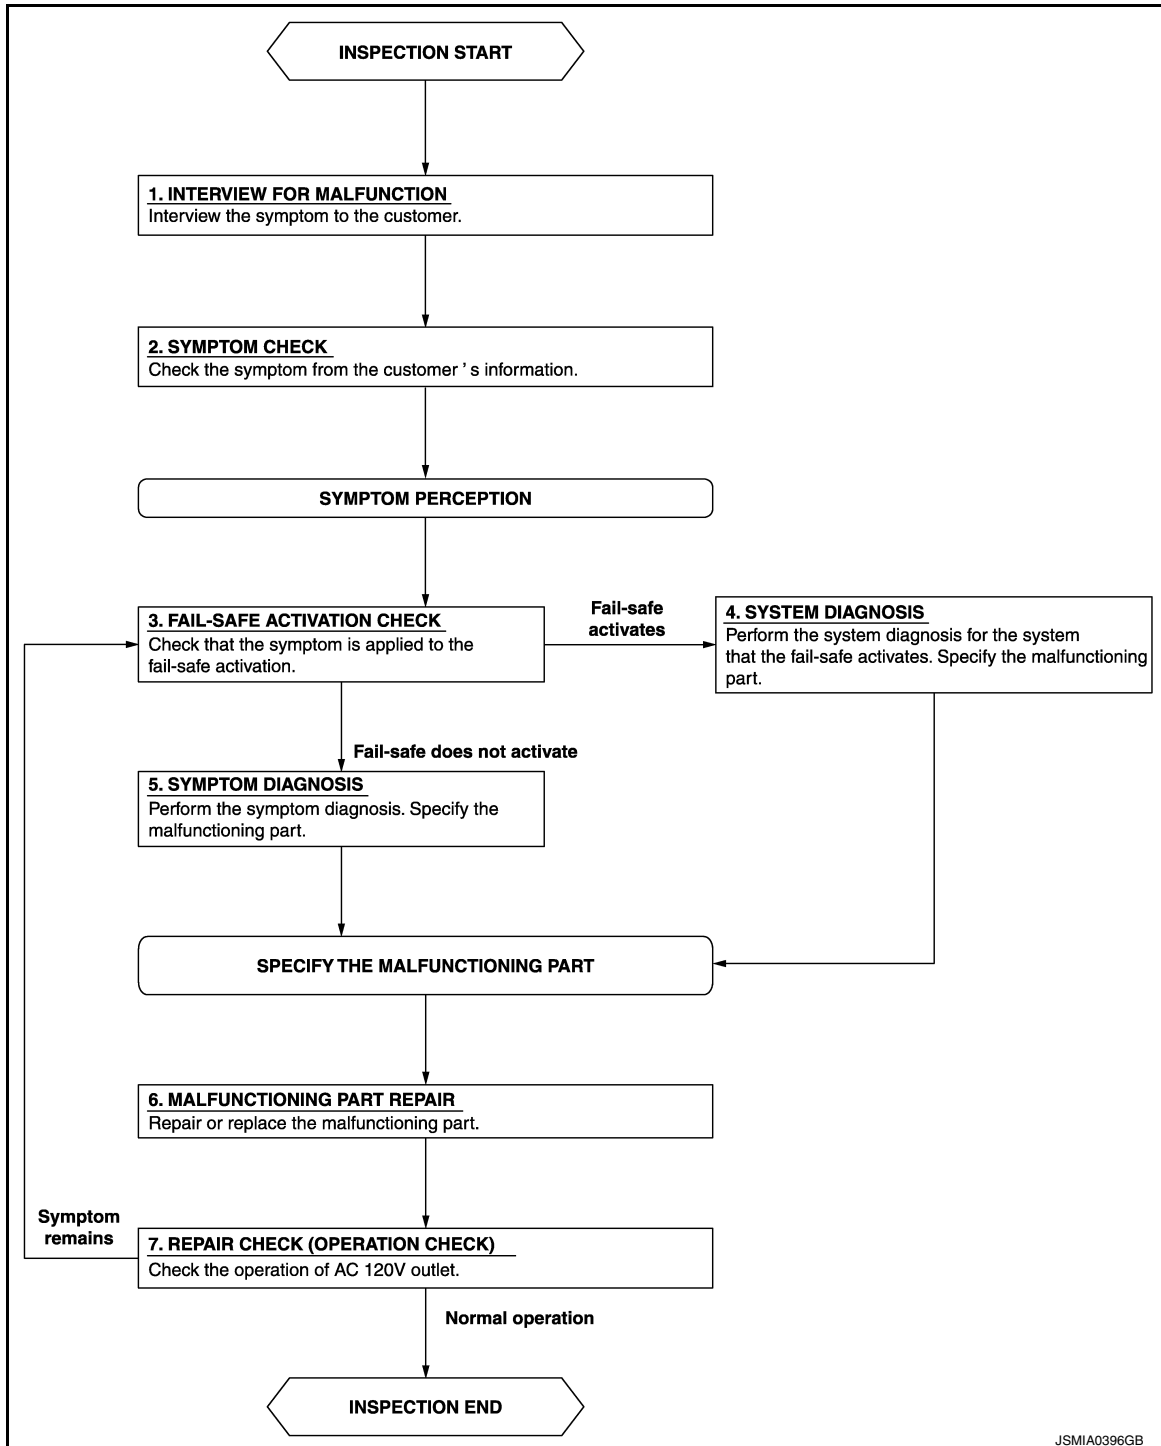 INSPECTION START
1. INTERVIEW FOR MALFUNCTION
Interview the symptom to the customer.
2. SYMPTOM CHECK
Check the symptom from the customer ' s information.
SYMPTOM PERCEPTION
3. FAIL-SAFE ACTIVATION CHECK
Check that the symptom is applied to the
fail-safe activation.
Fail-safe
activates
4. SYSTEM DIAGNOSIS
Perform the system diagnosis for the system
that the fail-safe activates. Specify the malfunctioning
part.
Fail-safe does not activate
5. SYMPTOM DIAGNOSIS
Perform the symptom diagnosis. Specify the
malfunctioning part.
SPECIFY THE MALFUNCTIONING PART
6. MALFUNCTIONING PART REPAIR
Repair or replace the malfunctioning part.
Symptom
remains
7. REPAIR CHECK (OPERATION CHECK)
Check the operation of AC 120V outlet.
Normal operation
INSPECTION END
JSMIA0396GB